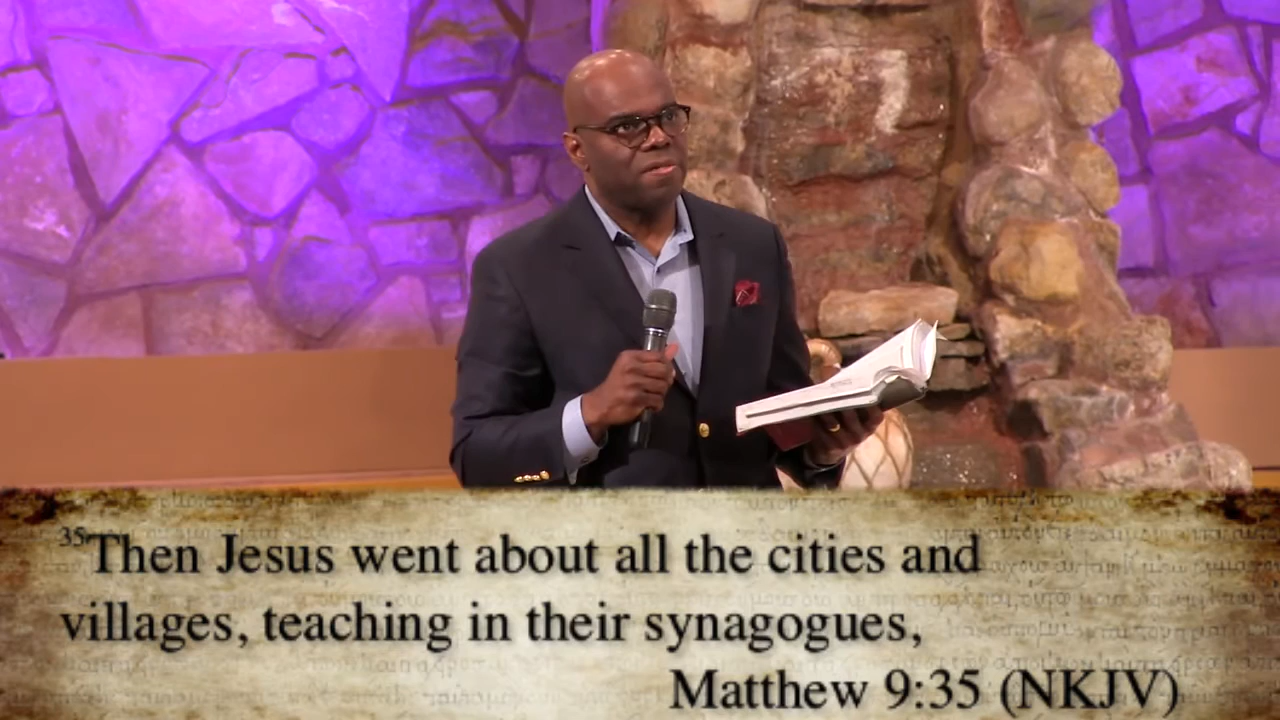 35Then Jesus went about all the cities and
villages, teaching in their synagogues,
Matthew 9:35 (NKJV)